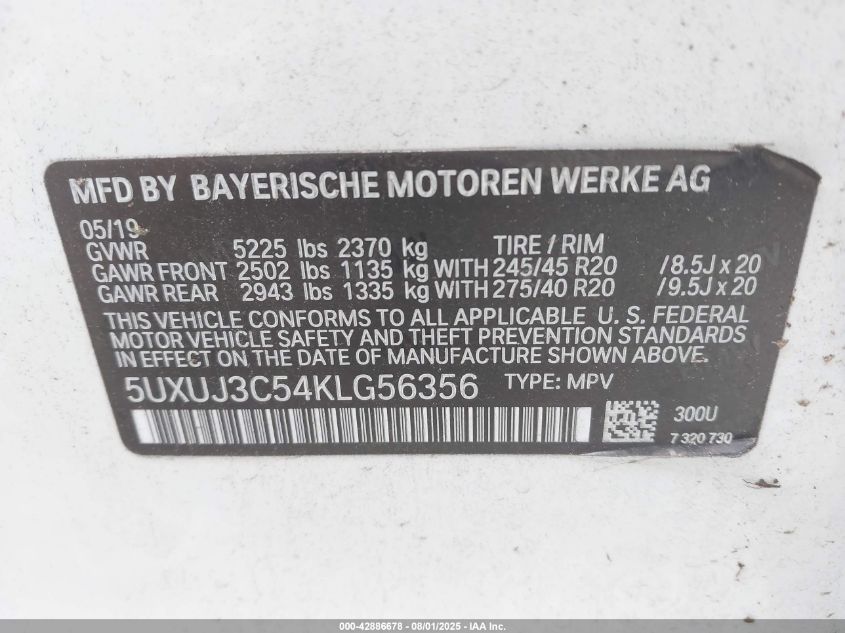 MFD BY BAYERISCHE MOTOREN WERKE AG
05/19
GVWR 5225 lbs 2370 kg TIRE / RIM
GAWR FRONT 2502 lbs 1135 kg WITH 245/45 R20 /8.5J x 20
GAWR REAR 2943 lbs 1335 kg WITH 275/40 R20 /9.5J x 20
THIS VEHICLE CONFORMS TO ALL APPLICABLE U. S. FEDERAL
MOTOR VEHICLE SAFETY AND THEFT PREVENTION STANDARDS
IN EFFECT ON THE DATE OF MANUFACTURE SHOWN ABOVE.
5UXUJ3C54KLG56356 TYPE: MPV
300U
7 320 730
000-42886678 - 08/01/2025 - IAA Inc.